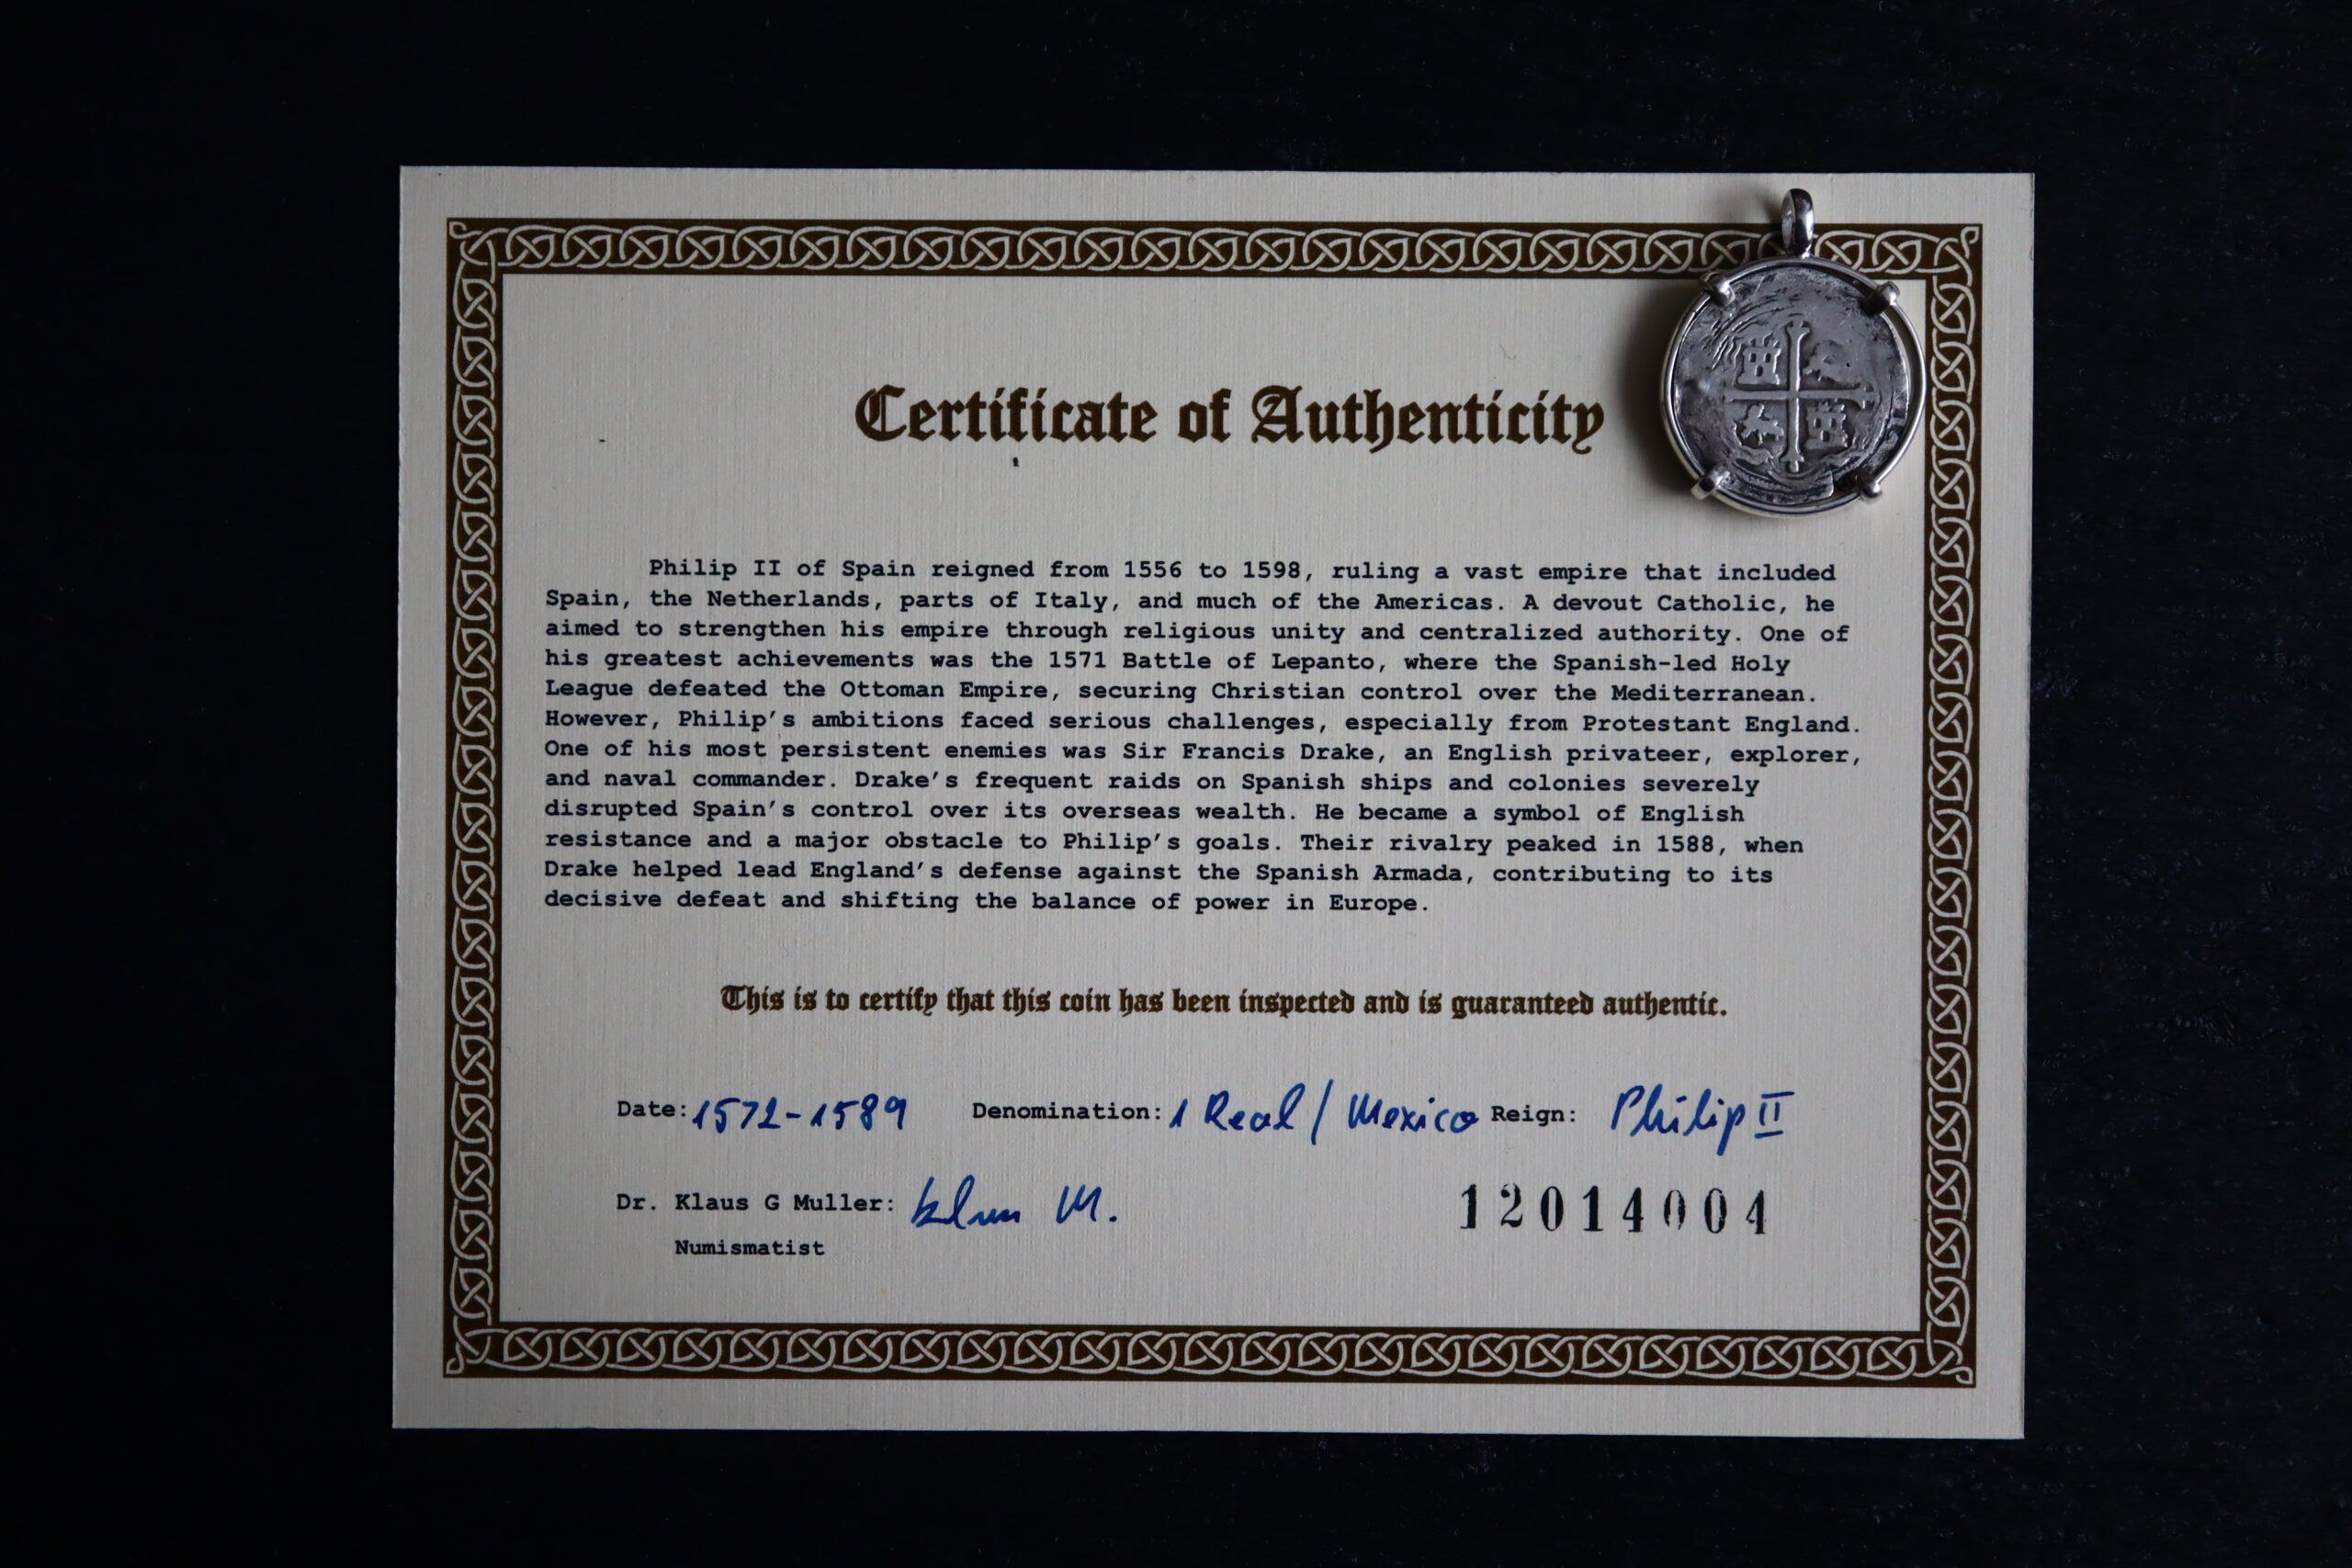 Certificate of Authenticity
Philip II of Spain reigned from 1556 to 1598, ruling a vast empire that included
Spain, the Netherlands, parts of Italy, and much of the Americas. A devout Catholic, he
aimed to strengthen his empire through religious unity and centralized authority. One of
his greatest achievements was the 1571 Battle of Lepanto, where the Spanish-led Holy
League defeated the Ottoman Empire, securing Christian control over the Mediterranean.
However, Philip's ambitions faced serious challenges, especially from Protestant England.
One of his most persistent enemies was Sir Francis Drake, an English privateer, explorer,
and naval commander. Drake's frequent raids on Spanish ships and colonies severely
disrupted Spain's control over its overseas wealth. He became a symbol of English
resistance and a major obstacle to Philip's goals. Their rivalry peaked in 1588, when
Drake helped lead England's defense against the Spanish Armada, contributing to its
decisive defeat and shifting the balance of power in Europe.
This is to certify that this coin has been inspected and is guaranteed authentic.
Date: 1572-1589 Denomination: 1 Real / Mexico Reign: Philip II
Dr. Klaus G Muller: Klaus M. 12014004
Numismatist